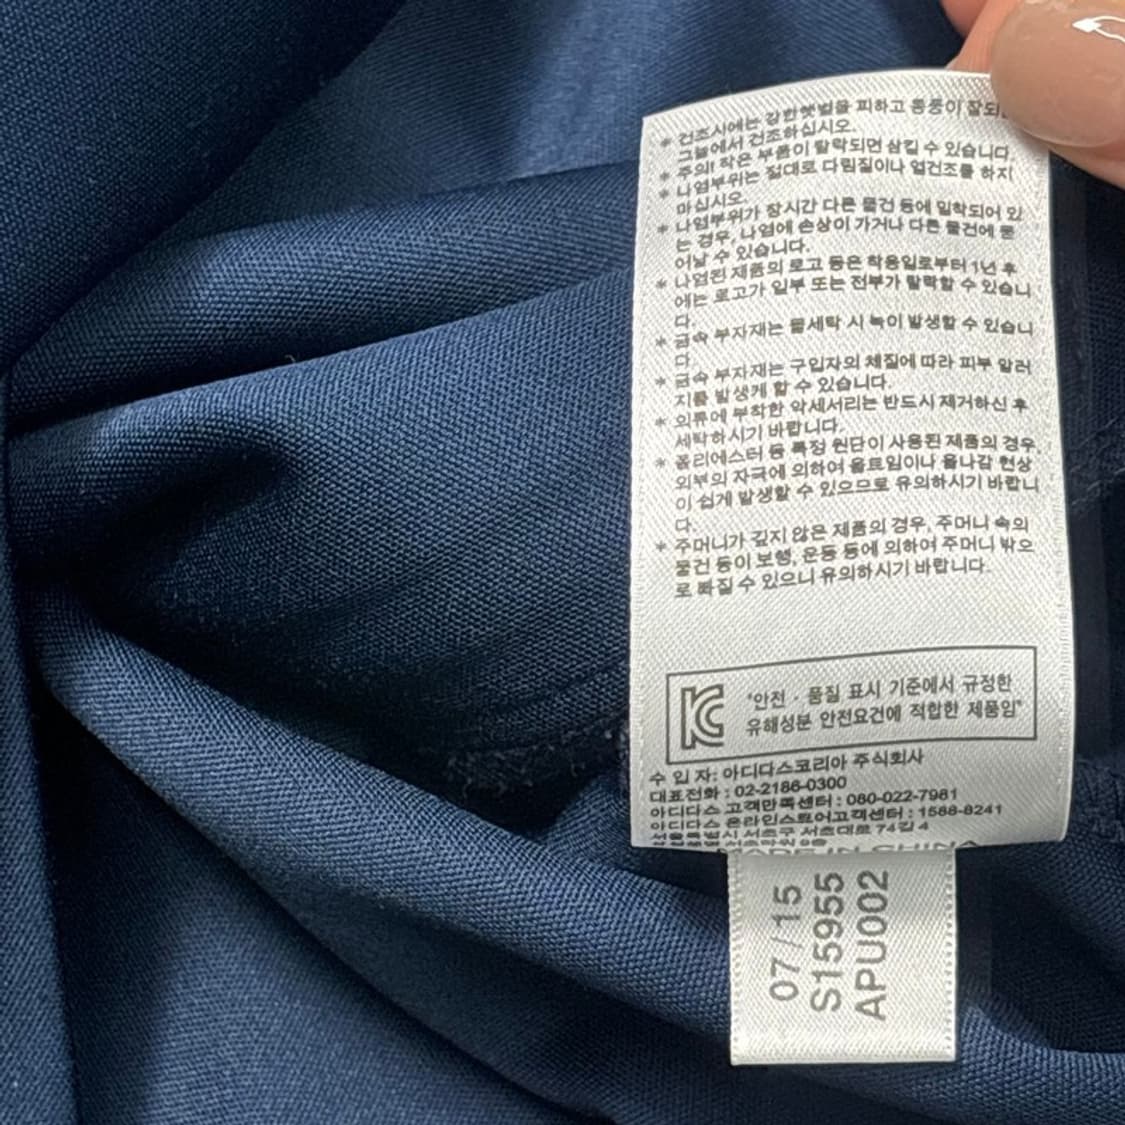 * 건조시에는 강한햇볕을 피하고 통풍이 잘되는
그늘에서 건조하십시오.
* 주의! 작은 부품이 탈락되면 삼킬 수 있습니다.
* 나염부위는 절대로 다림질이나 열건조를 하지
마십시오.
* 나염부위가 장시간 다른 물건 등에 밀착되어 있
는 경우, 나염에 손상이 가거나 다른 물건에 묻
어날 수 있습니다.
* 나염된 제품의 로고 등은 착용일로부터 1년 후
에는 로고가 일부 또는 전부가 탈락할 수 있습니
다.
* 금속 부자재는 물세탁 시 녹이 발생할 수 있습니
다.
* 금속 부자재는 구입자의 체질에 따라 피부 알러
지를 발생게 할 수 있습니다.
* 의류에 부착한 악세서리는 반드시 제거하신 후
세탁하시기 바랍니다.
* 폴리에스터 등 특정 원단이 사용된 제품의 경우,
외부의 자극에 의하여 올트임이나 올나감 현상
이 쉽게 발생할 수 있으므로 유의하시기 바랍니
다.
* 주머니가 깊지 않은 제품의 경우, 주머니 속의
물건 등이 보행, 운동 등에 의하여 주머니 밖으
로 빠질 수 있으니 유의하시기 바랍니다.
KC
"안전 · 품질 표시 기준에서 규정한
유해성분 안전요건에 적합한 제품임"
수 입 자: 아디다스코리아 주식회사
대표전화 : 02-2186-0300
아디다스 고객만족센터 : 080-022-7981
아디다스 온라인스토어고객센터 : 1588-8241
서울특별시 서초구 서초대로 74길 4
MADE IN CHINA
07/15
S15955
APU002